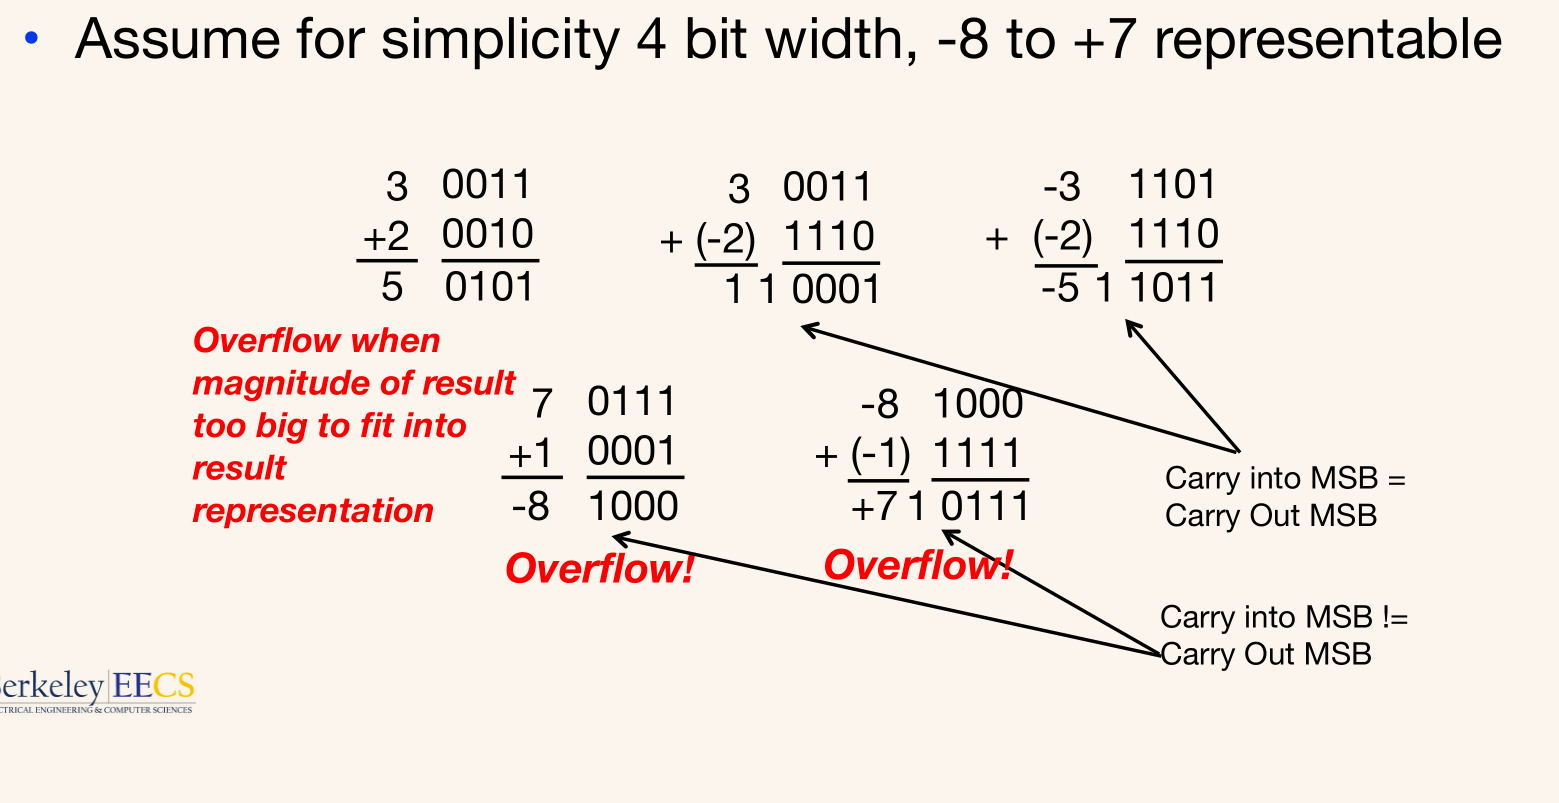 • Assume for simplicity 4 bit width, -8 to +7 representable
3 0011
+2 0010
5 0101
3 0011
+ (-2) 1110
1 1 0001
-3 1101
+ (-2) 1110
-5 1 1011
Overflow when
magnitude of result
too big to fit into
result
representation
7 0111
+1 0001
-8 1000
Overflow!
-8 1000
+ (-1) 1111
+7 1 0111
Overflow!
Carry into MSB =
Carry Out MSB
Carry into MSB !=
Carry Out MSB
erkeley EECS
CTRICAL ENGINEERING & COMPUTER SCIENCES